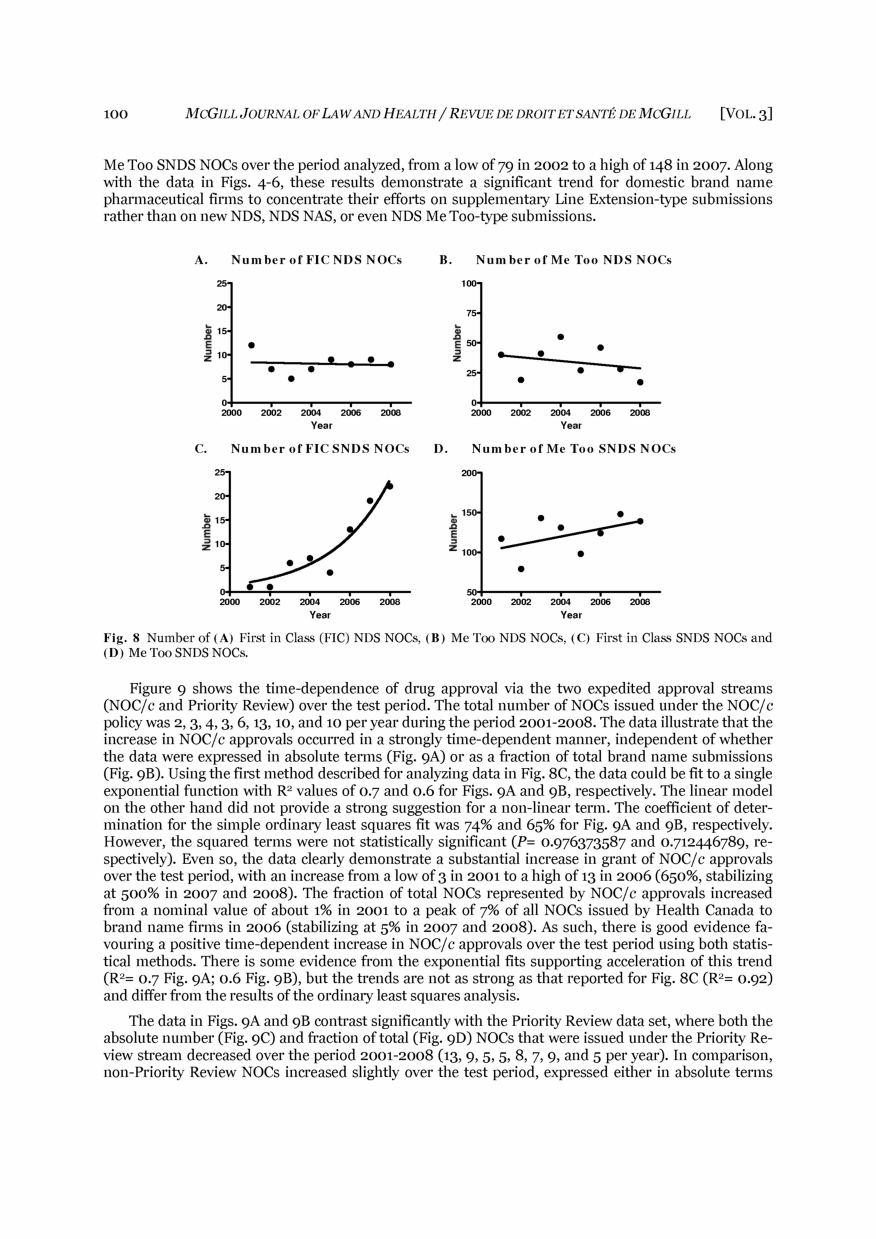 100 MCGILL JOURNAL OF LAW AND HEALTH / REVUE DE DROIT ET SANTÉ DE MCGILL [VOL. 3]
Me Too SNDS NOCs over the period analyzed, from a low of 79 in 2002 to a high of 148 in 2007. Along
with the data in Figs. 4-6, these results demonstrate a significant trend for domestic brand name
pharmaceutical firms to concentrate their efforts on supplementary Line Extension-type submissions
rather than on new NDS, NDS NAS, or even NDS Me Too-type submissions.
A. Number of FIC NDS NOCs
25
20
15
10
5
0
Number
2000 2002 2004 2006 2008
Year
B. Number of Me Too NDS NOCs
100
75
50
25
0
Number
2000 2002 2004 2006 2008
Year
C. Number of FIC SNDS NOCs
25
20
15
10
5
0
Number
2000 2002 2004 2006 2008
Year
D. Number of Me Too SNDS NOCs
200
150
100
50
Number
2000 2002 2004 2006 2008
Year
Fig. 8 Number of (A) First in Class (FIC) NDS NOCs, (B) Me Too NDS NOCs, (C) First in Class SNDS NOCs and
(D) Me Too SNDS NOCs.
Figure 9 shows the time-dependence of drug approval via the two expedited approval streams
(NOC/c and Priority Review) over the test period. The total number of NOCs issued under the NOC/c
policy was 2, 3, 4, 3, 6, 13, 10, and 10 per year during the period 2001-2008. The data illustrate that the
increase in NOC/c approvals occurred in a strongly time-dependent manner, independent of whether
the data were expressed in absolute terms (Fig. 9A) or as a fraction of total brand name submissions
(Fig. 9B). Using the first method described for analyzing data in Fig. 8C, the data could be fit to a single
exponential function with R² values of 0.7 and 0.6 for Figs. 9A and 9B, respectively. The linear model
on the other hand did not provide a strong suggestion for a non-linear term. The coefficient of deter-
mination for the simple ordinary least squares fit was 74% and 65% for Fig. 9A and 9B, respectively.
However, the squared terms were not statistically significant (P= 0.976373587 and 0.712446789, re-
spectively). Even so, the data clearly demonstrate a substantial increase in grant of NOC/c approvals
over the test period, with an increase from a low of 3 in 2001 to a high of 13 in 2006 (650%, stabilizing
at 500% in 2007 and 2008). The fraction of total NOCs represented by NOC/c approvals increased
from a nominal value of about 1% in 2001 to a peak of 7% of all NOCs issued by Health Canada to
brand name firms in 2006 (stabilizing at 5% in 2007 and 2008). As such, there is good evidence fa-
vouring a positive time-dependent increase in NOC/c approvals over the test period using both statis-
tical methods. There is some evidence from the exponential fits supporting acceleration of this trend
(R²= 0.7 Fig. 9A; 0.6 Fig. 9B), but the trends are not as strong as that reported for Fig. 8C (R²= 0.92)
and differ from the results of the ordinary least squares analysis.
The data in Figs. 9A and 9B contrast significantly with the Priority Review data set, where both the
absolute number (Fig. 9C) and fraction of total (Fig. 9D) NOCs that were issued under the Priority Re-
view stream decreased over the period 2001-2008 (13, 9, 5, 5, 8, 7, 9, and 5 per year). In comparison,
non-Priority Review NOCs increased slightly over the test period, expressed either in absolute terms